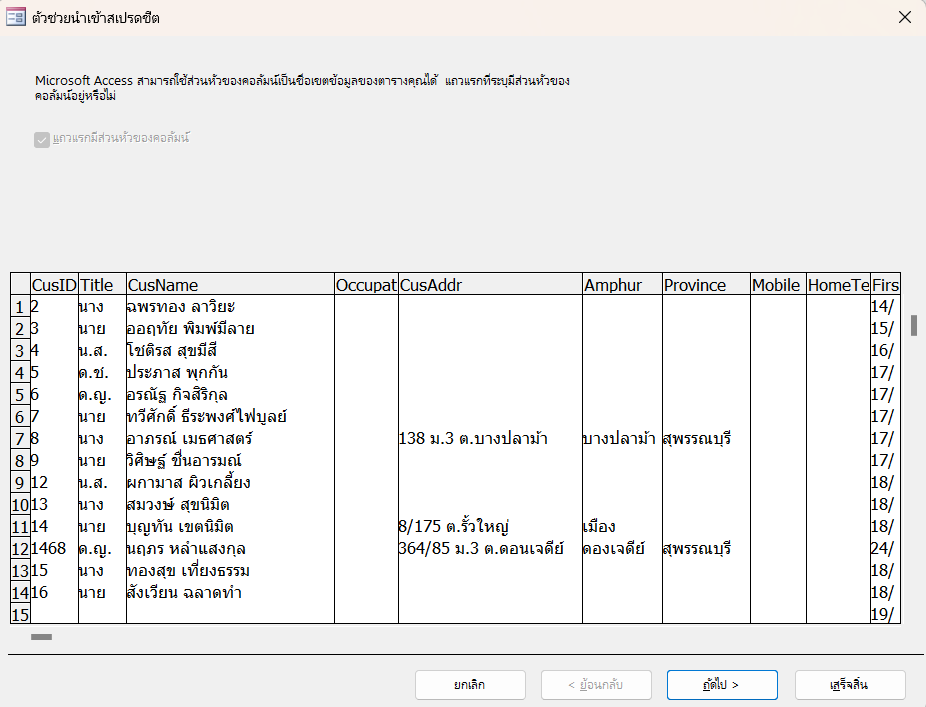 ตัวช่วยนำเข้าสเปรดชีต
Microsoft Access สามารถใช้ส่วนหัวของคอลัมน์เป็นชื่อเขตข้อมูลของตารางคุณได้ แถวแรกที่ระบุมีส่วนหัวของ
คอลัมน์อยู่หรือไม่
แถวแรกมีส่วนหัวของคอลัมน์
CusID Title CusName Occupat CusAddr Amphur Province Mobile HomeTe Firs
1 2 นาง ฉพรทอง ลาวิยะ 14/
2 3 นาย ออฤทัย พิมพ์มีลาย 15/
3 4 น.ส. โชติรส สุขมีสี 16/
4 5 ด.ช. ประภาส พุกกัน 17/
5 6 ด.ญ. อรณัฐ กิจสิริกุล 17/
6 7 นาย ทวีศักดิ์ ธีระพงศ์ไฟบูลย์ 17/
7 8 นาง อาภรณ์ เมธศาสตร์ 138 ม.3 ต.บางปลาม้า บางปลาม้า สุพรรณบุรี 17/
8 9 นาย วิศิษฐ์ ชื่นอารมณ์ 17/
9 12 น.ส. ผกามาส ผิวเกลี้ยง 18/
10 13 นาง สมวงษ์ สุขนิมิต 18/
11 14 นาย บุญทัน เขตนิมิต 8/175 ต.รั้วใหญ่ เมือง 18/
12 1468 ด.ญ. นฤภร หลำแสงกุล 364/85 ม.3 ต.ดอนเจดีย์ ดองเจดีย์ สุพรรณบุรี 24/
13 15 นาง ทองสุข เที่ยงธรรม 18/
14 16 นาย สังเวียน ฉลาดทำ 18/
15 19/
ยกเลิก < ย้อนกลับ ถัดไป > เสร็จสิ้น